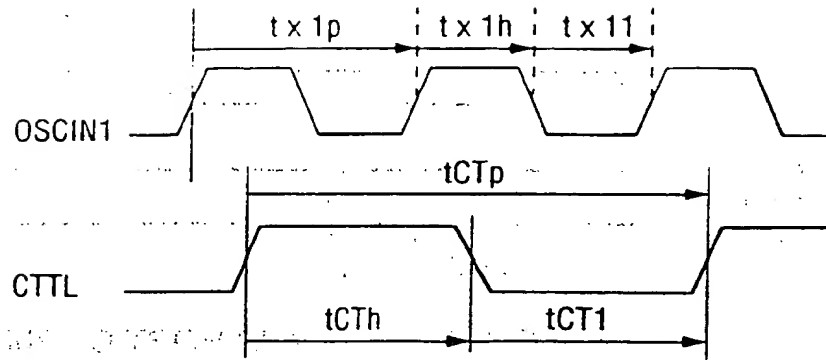 t x 1p
t x 1h
t x 11
OSCIN1
tCTp
CTTL
tCTh
tCT1